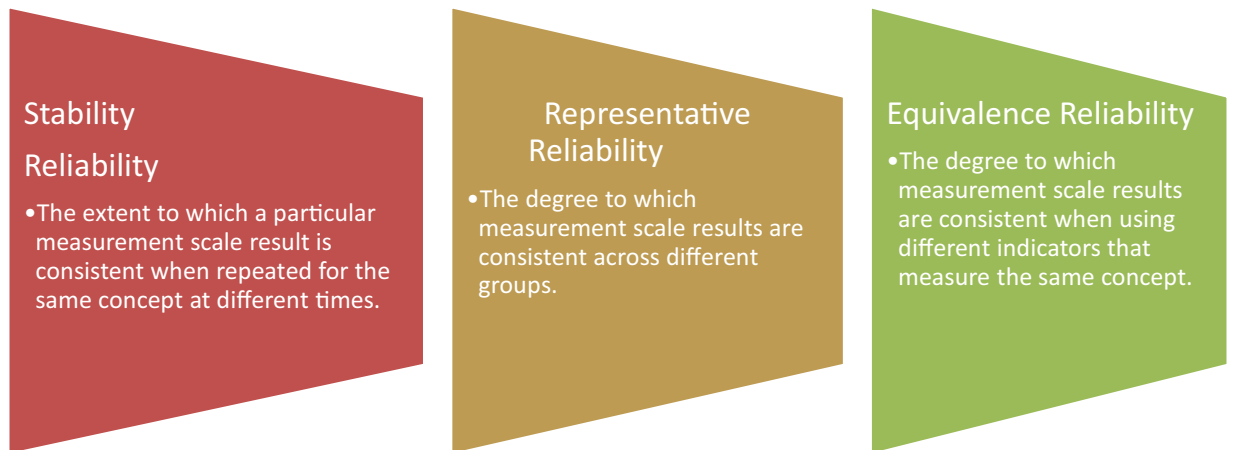 Stability
Reliability
•The extent to which a particular
measurement scale result is
consistent when repeated for the
same concept at different times.
Representative
Reliability
•The degree to which
measurement scale results are
consistent across different
groups.
Equivalence Reliability
•The degree to which
measurement scale results
are consistent when using
different indicators that
measure the same concept.